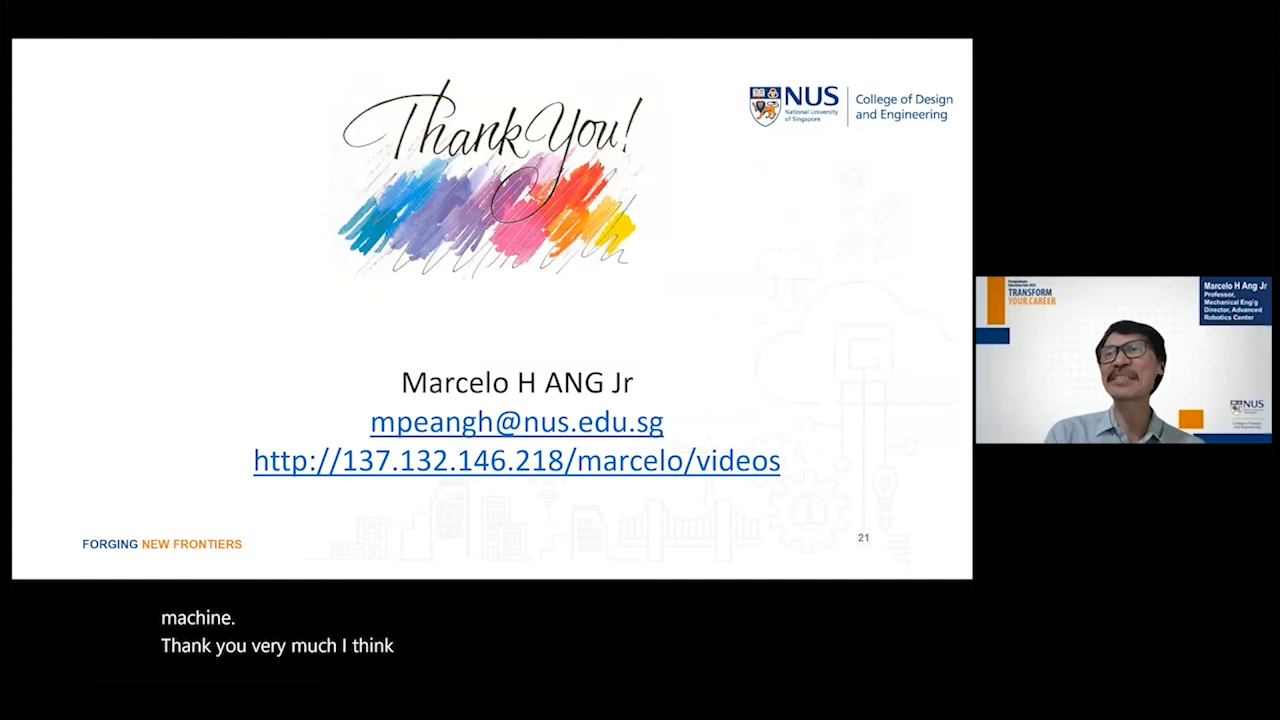 Thank You!
NUS
National University
of Singapore
College of Design
and Engineering
Marcelo H ANG Jr
mpeangh@nus.edu.sg
http://137.132.146.218/marcelo/videos
FORGING NEW FRONTIERS
21
TRANSFORM
YOUR CAREER
Marcelo H Ang Jr
Professor,
Mechanical Eng'g
Director, Advanced
Robotics Center
NUS
machine.
Thank you very much I think